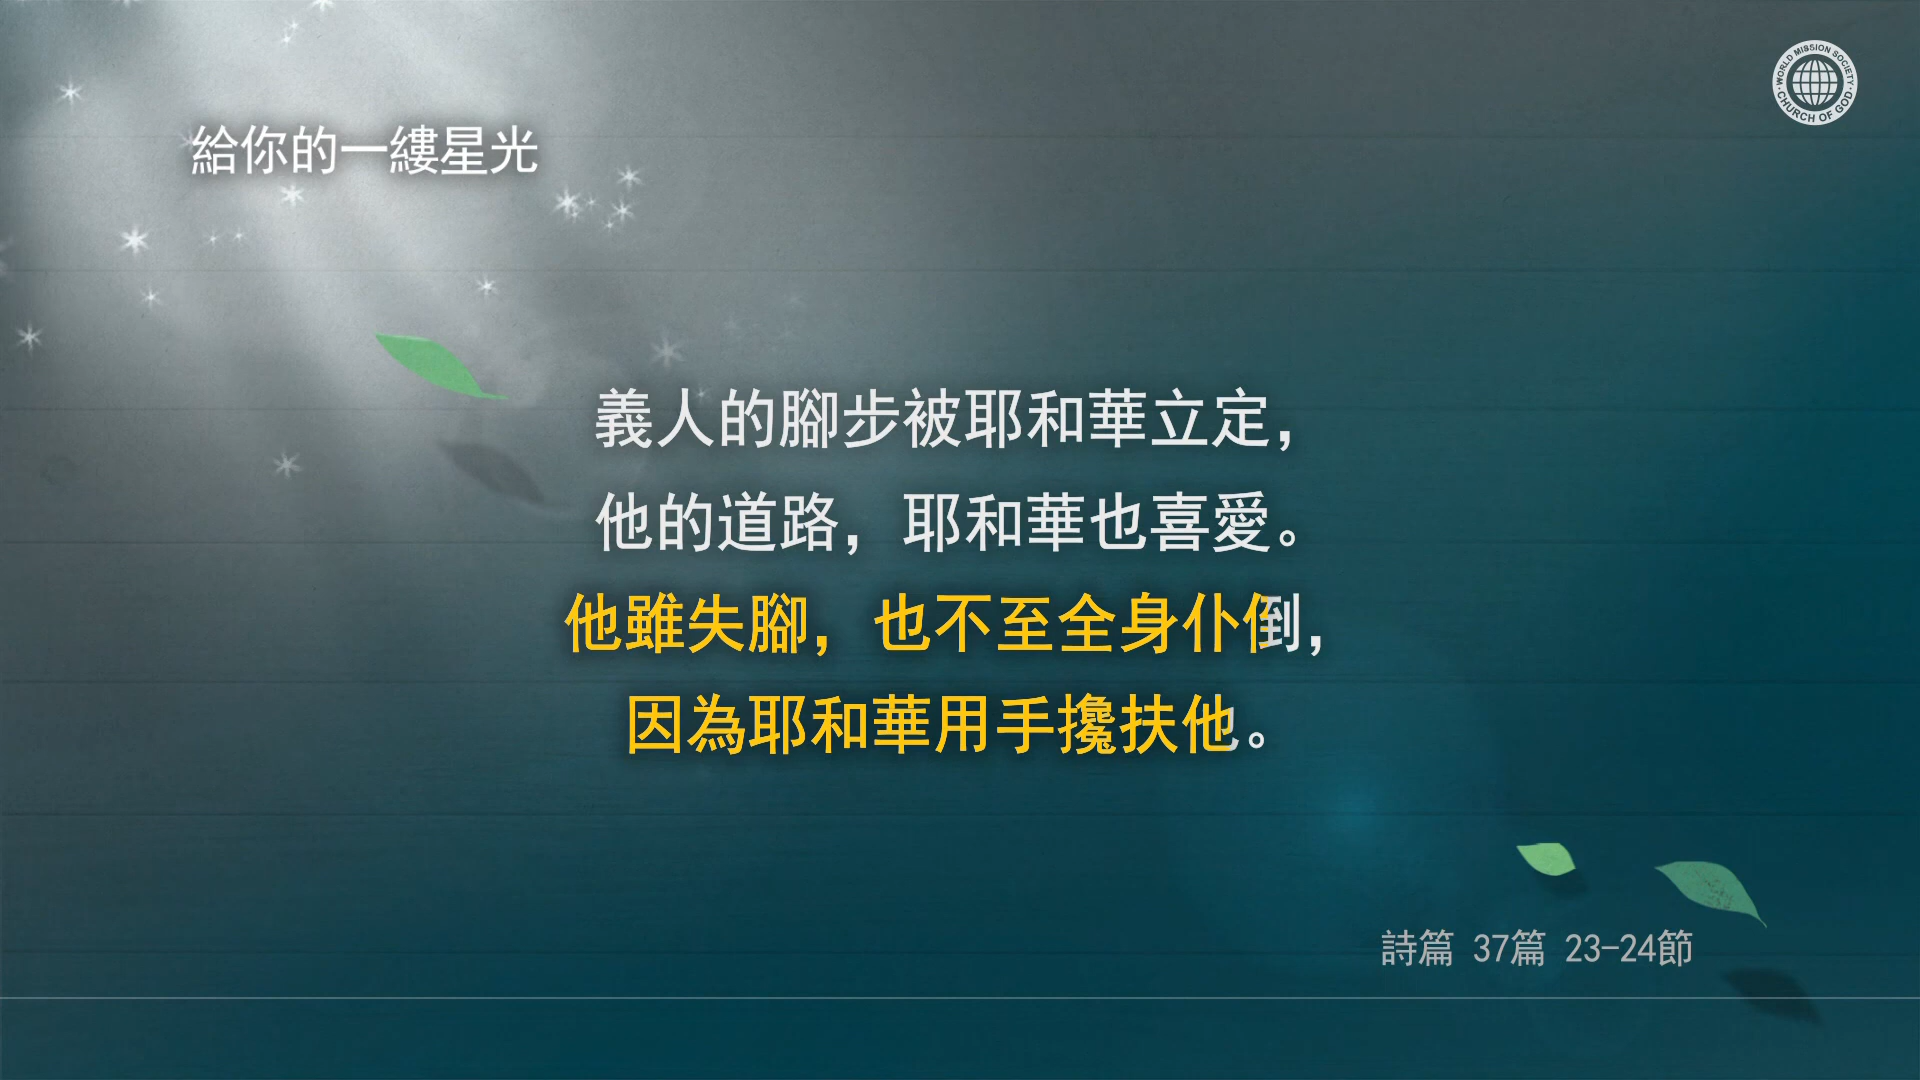 WORLD MISSION SOCIETY
CHURCH OF GOD
給你的一縷星光
義人的腳步被耶和華立定，
他的道路，耶和華也喜愛。
他雖失腳，也不至全身仆倒，
因為耶和華用手攙扶他。
詩篇 37篇 23-24節